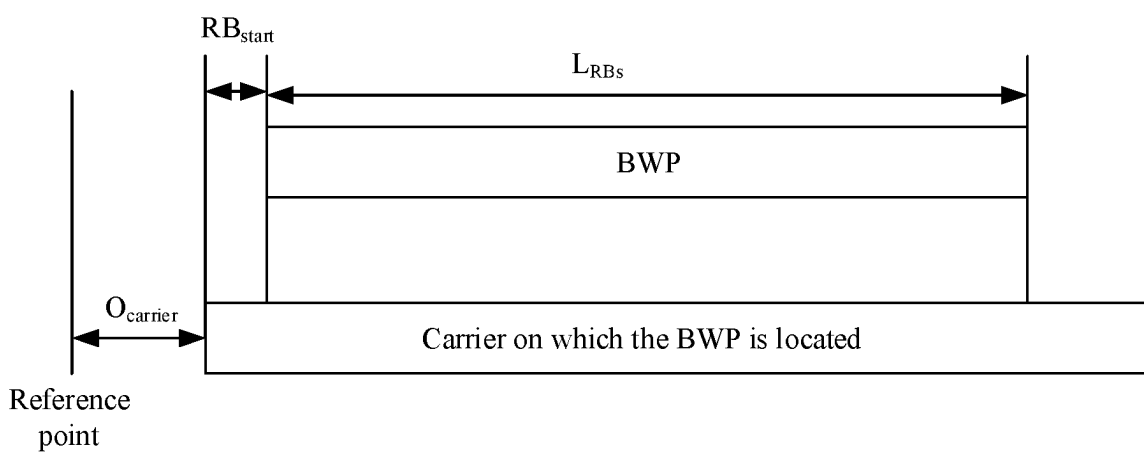 RBstart
LRBs
BWP
Ocarrier
Carrier on which the BWP is located
Reference
point